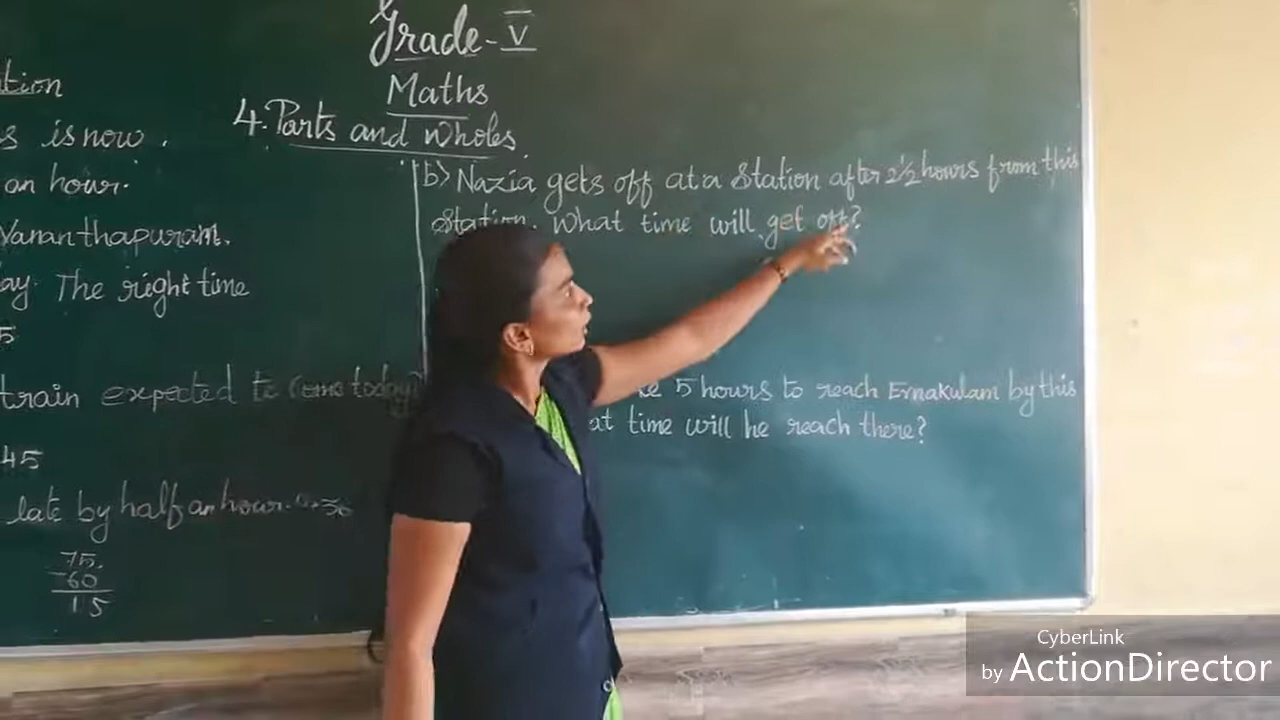 Grade - V
Maths
4. Parts and Wholes
tion
s is now.
an hour.
Vananthapuram.
ay. The right time
5
train expected to come today?
45
late by half an hour.
75
-60
15
b) Nazia gets off at a Station after 2 1/2 hours from this
Station. What time will get off?
5 hours to reach Ernakulam by this
at time will he reach there?
CyberLink
by ActionDirector